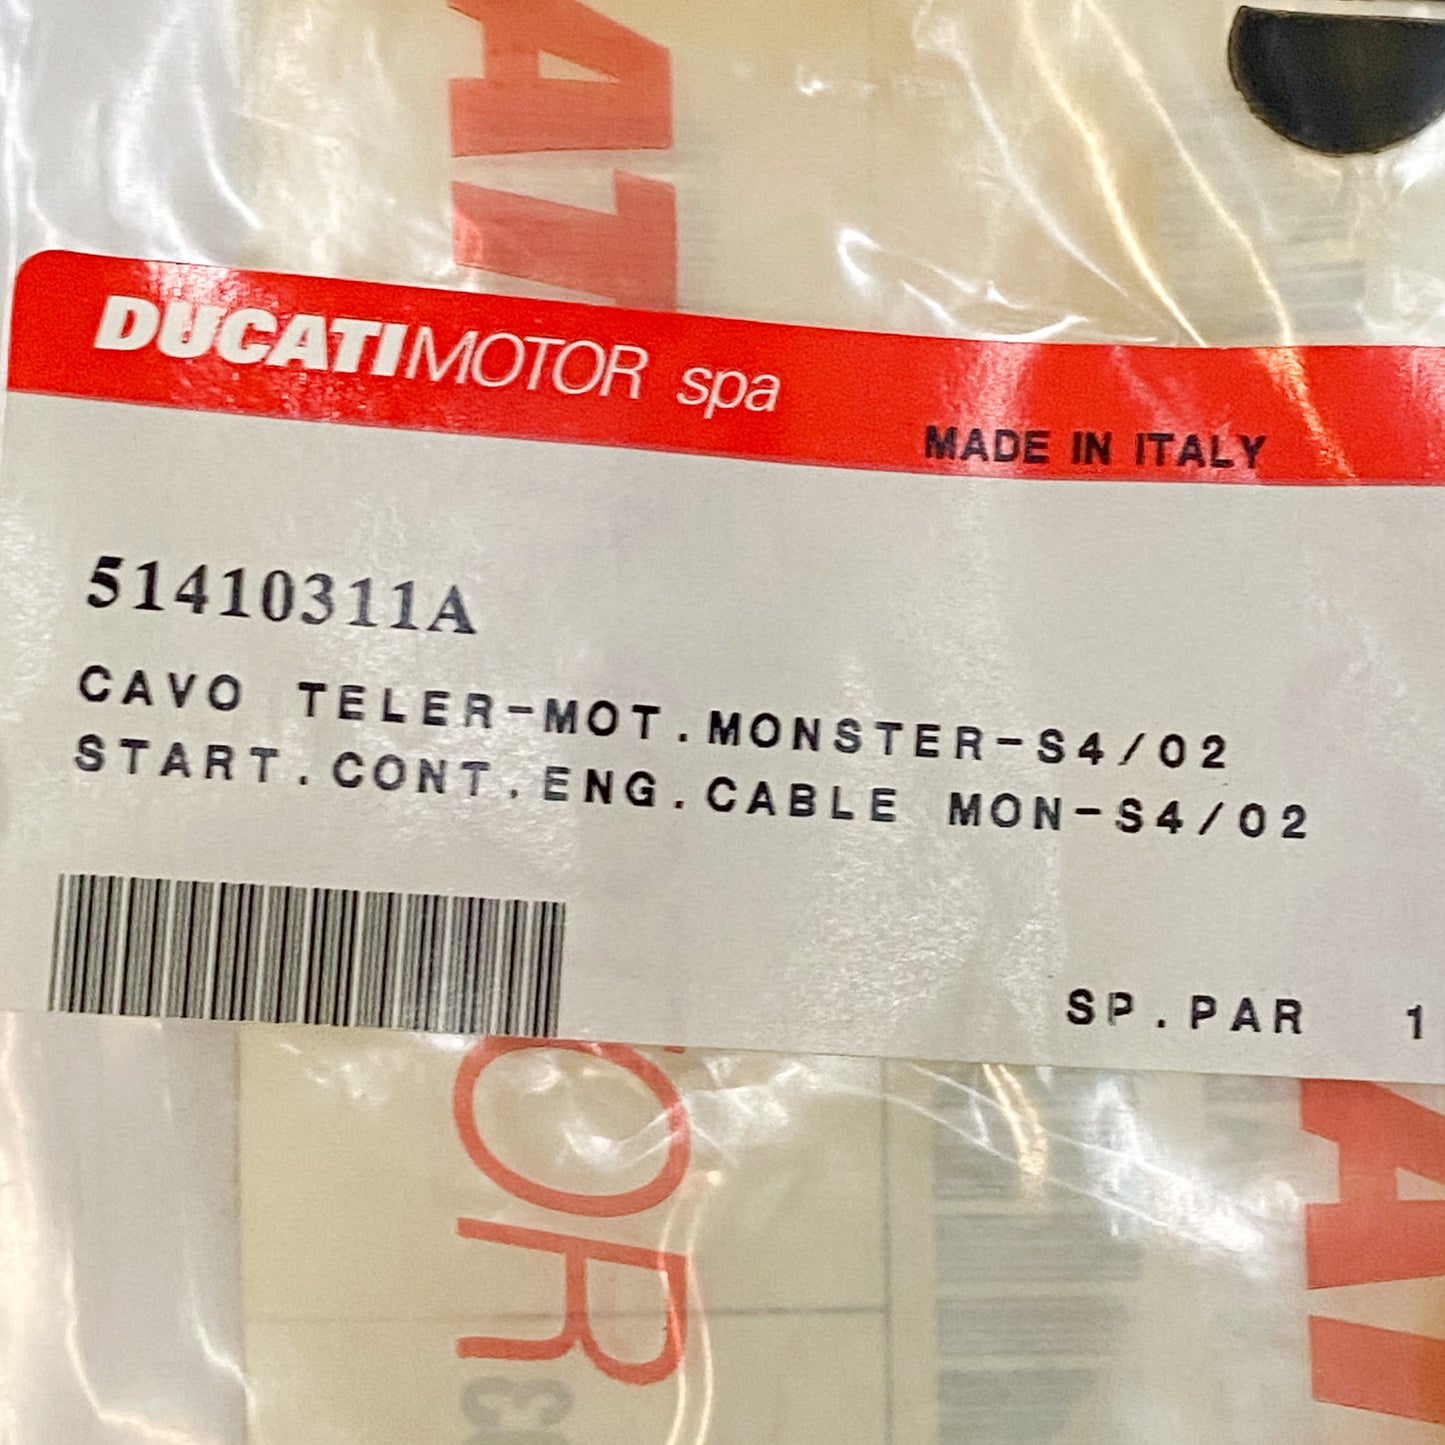 DUCATIMOTOR spa
MADE IN ITALY
51410311A
CAVO TELER-MOT.MONSTER-S4/02
START.CONT.ENG.CABLE MON-S4/02
SP.PAR 1